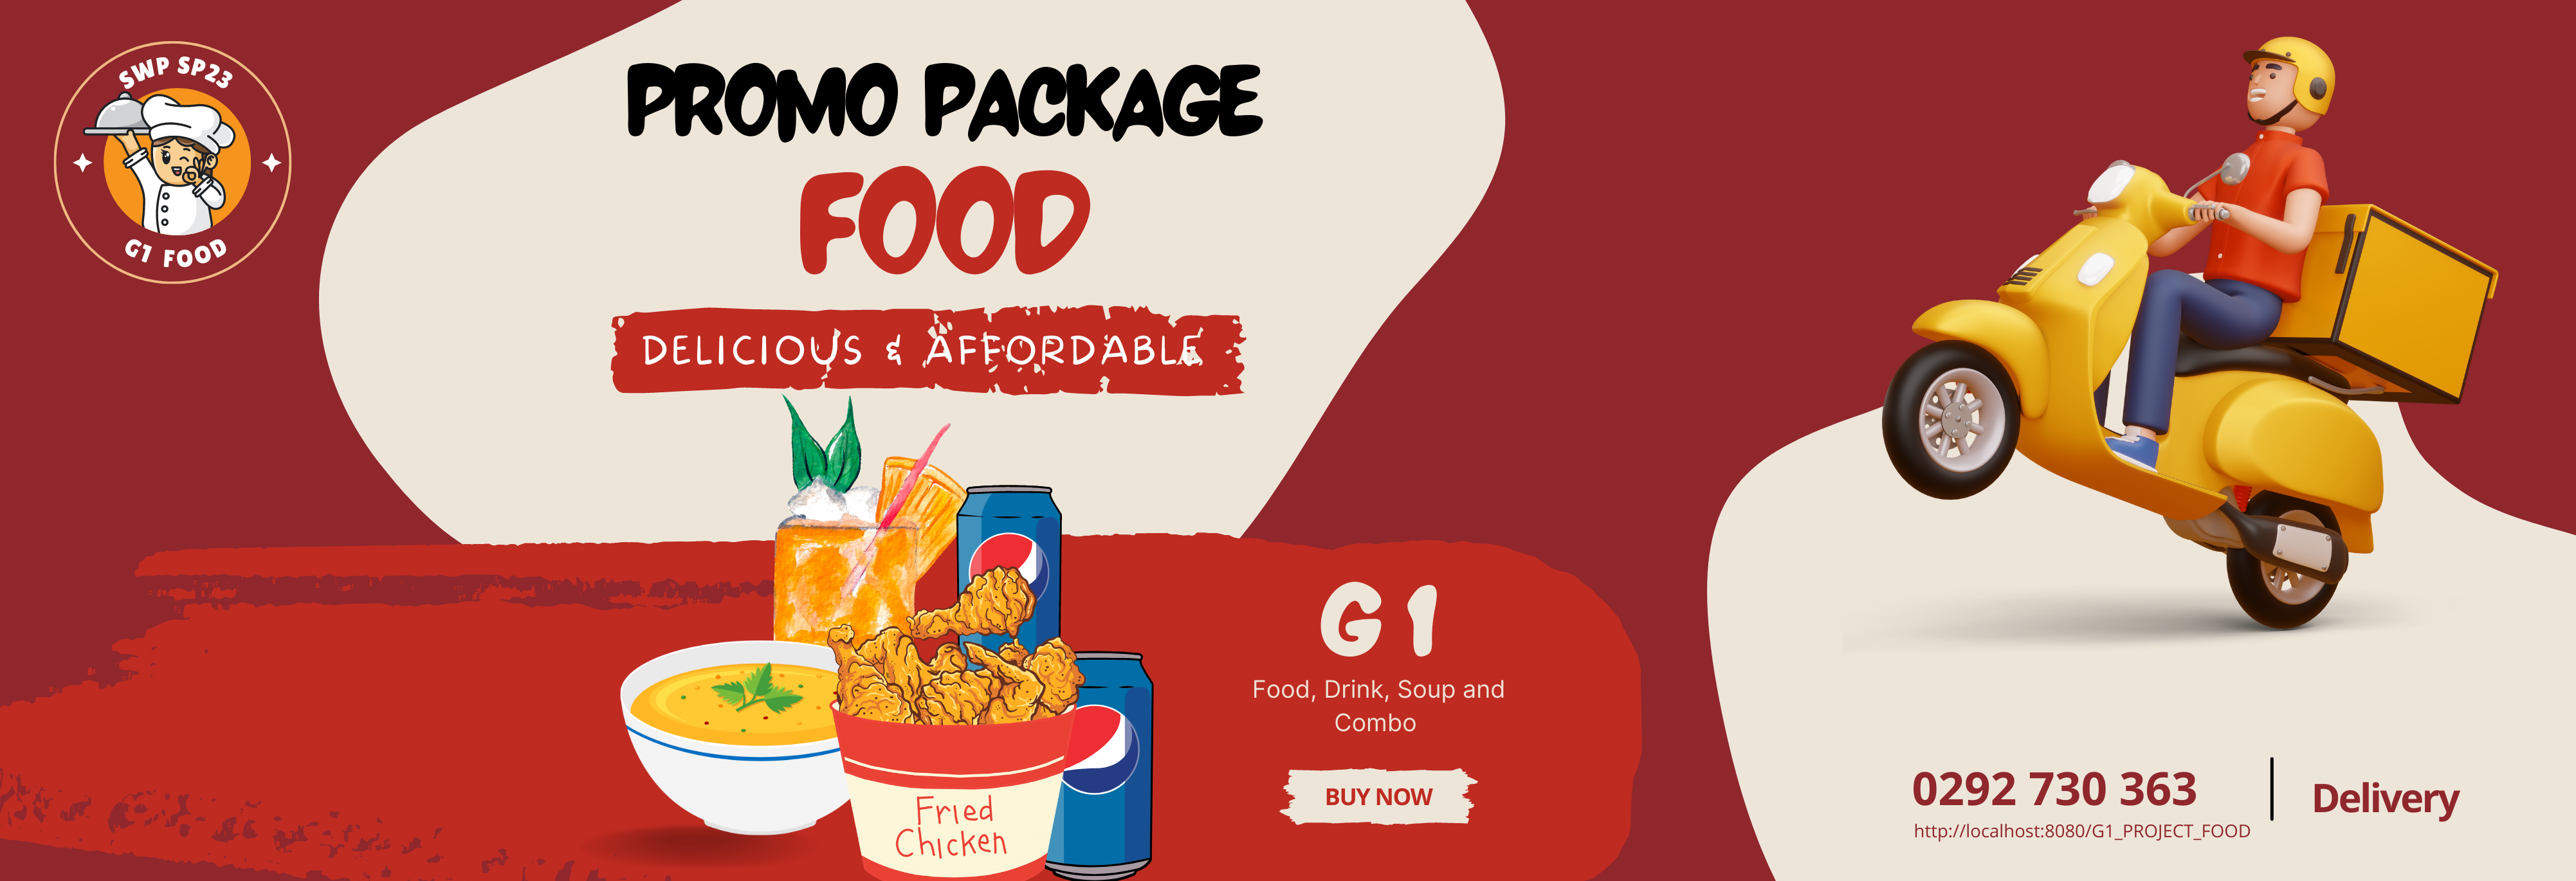 SWP SP23
G1 FOOD
PROMO PACKAGE
FOOD
DELICIOUS & AFFORDABLE
Fried
Chicken
G1
Food, Drink, Soup and
Combo
BUY NOW
0292 730 363
Delivery
http://localhost:8080/G1_PROJECT_FOOD